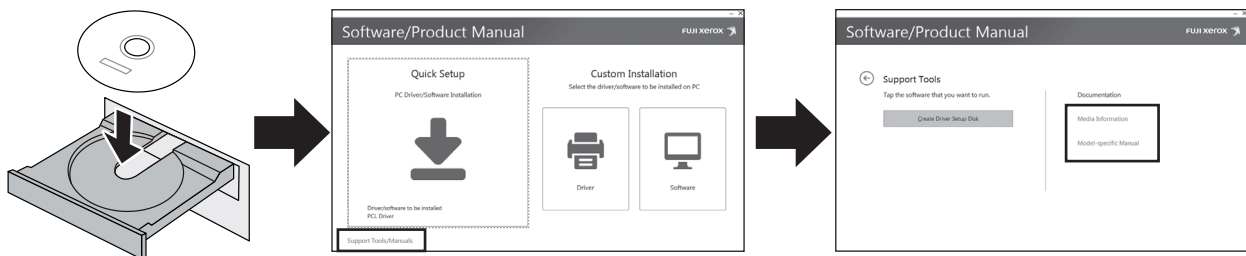 Software/Product Manual
FUJI XEROX
Quick Setup
PC Driver/Software Installation
Driver/software to be installed
PCL Driver
Custom Installation
Select the driver/software to be installed on PC
Driver
Software
Support Tools/Manuals
Software/Product Manual
FUJI XEROX
Support Tools
Tap the software that you want to run.
Create Driver Setup Disk
Documentation
Media Information
Model-specific Manual